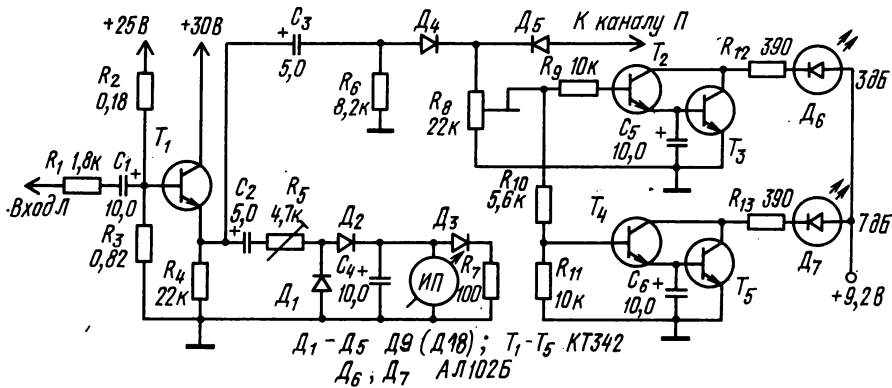 +25В
+30В
C3
+
5,0
Д4
Д5
К каналу П
R2
0,18
R6
8,2к
R8
22к
R9
10к
T2
R12 390
3дБ
Д6
T1
R1 1,8к
C1
+
10,0
Вход Л
C5
+
10,0
T3
R3
0,82
R4
22к
C2
5,0
+
R5
4,7к
Д2
Д3
R10
5,6к
T4
R13 390
7дБ
Д7
Д1
C4
+
10,0
ИП
R7
100
R11
10к
C6
+
10,0
T5
+9,2В
Д1-Д5 Д9 (Д18); T1-T5 КТ342
Д6, Д7 АЛ102Б